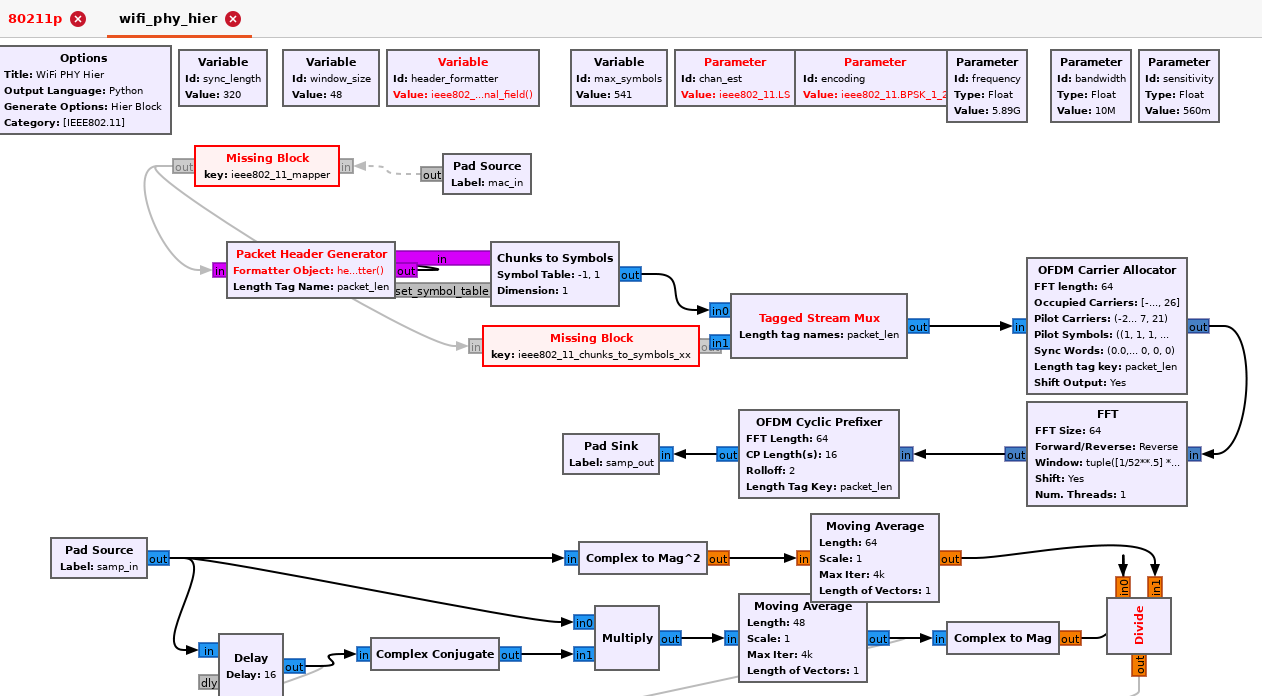 80211p
wifi_phy_hier
Options
Title: WiFi PHY Hier
Output Language: Python
Generate Options: Hier Block
Category: [IEEE802.11]
Variable
Id: sync_length
Value: 320
Variable
Id: window_size
Value: 48
Variable
Id: header_formatter
Value: ieee802_...nal_field()
Variable
Id: max_symbols
Value: 541
Parameter
Id: chan_est
Value: ieee802_11.LS
Parameter
Id: encoding
Value: ieee802_11.BPSK_1_2
Parameter
Id: frequency
Type: Float
Value: 5.89G
Parameter
Id: bandwidth
Type: Float
Value: 10M
Parameter
Id: sensitivity
Type: Float
Value: 560m
out
Missing Block
key: ieee802_11_mapper
in
out
Pad Source
Label: mac_in
in
Packet Header Generator
Formatter Object: he...tter()
Length Tag Name: packet_len
out
in
set_symbol_table
Chunks to Symbols
Symbol Table: -1, 1
Dimension: 1
out
in
Missing Block
key: ieee802_11_chunks_to_symbols_xx
in0
in1
Tagged Stream Mux
Length tag names: packet_len
out
in
OFDM Carrier Allocator
FFT length: 64
Occupied Carriers: [-..., 26]
Pilot Carriers: (-2... 7, 21)
Pilot Symbols: ((1, 1, 1, ...
Sync Words: (0.0,... 0, 0, 0)
Length tag key: packet_len
Shift Output: Yes
out
Pad Sink
Label: samp_out
in
out
OFDM Cyclic Prefixer
FFT Length: 64
CP Length(s): 16
Rolloff: 2
Length Tag Key: packet_len
in
out
FFT
FFT Size: 64
Forward/Reverse: Reverse
Window: tuple([1/52**.5] *...
Shift: Yes
Num. Threads: 1
in
Pad Source
Label: samp_in
out
in
Complex to Mag^2
out
in
Moving Average
Length: 64
Scale: 1
Max Iter: 4k
Length of Vectors: 1
out
in0
in1
Divide
out
in
dly
Delay
Delay: 16
out
in
Complex Conjugate
out
in0
in1
Multiply
out
in
Moving Average
Length: 48
Scale: 1
Max Iter: 4k
Length of Vectors: 1
out
in
Complex to Mag
out